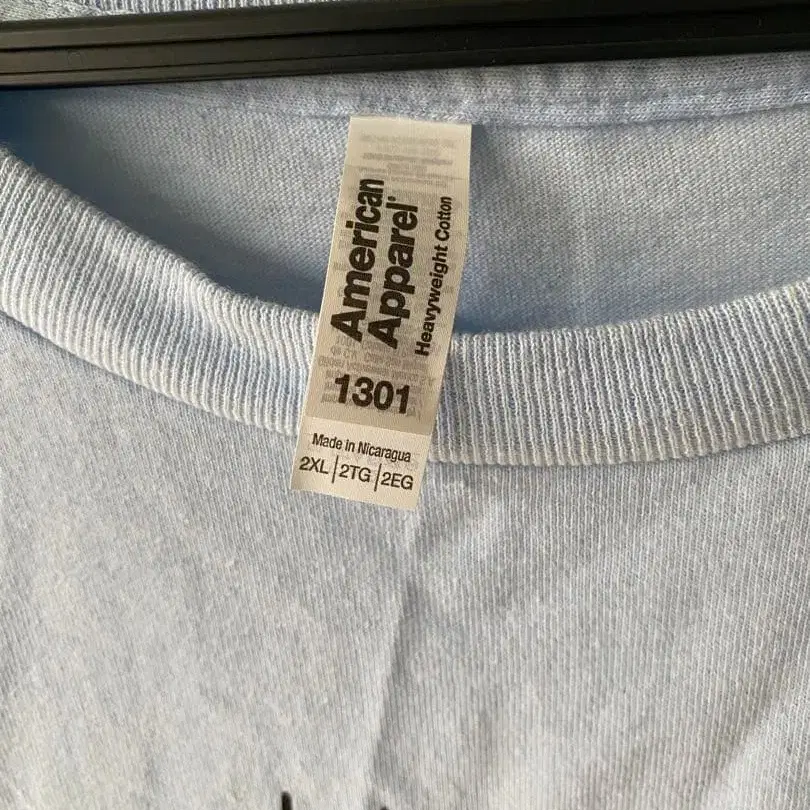 American
Apparel®
Heavyweight Cotton
1301
Made in Nicaragua
2XL | 2TG | 2EG